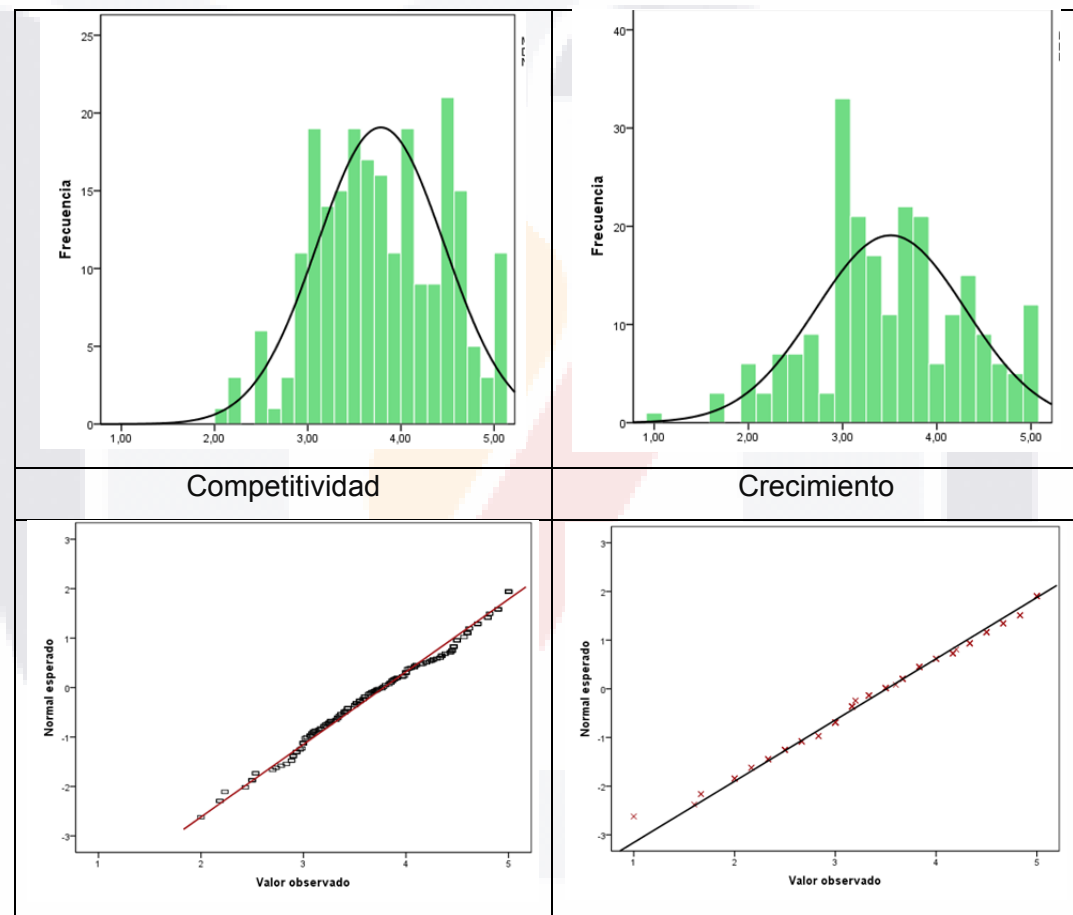 25
20
15
10
5
0
Frecuencia
1,00 2,00 3,00 4,00 5,00
40
30
20
10
0
Frecuencia
1,00 2,00 3,00 4,00 5,00
Competitividad
Crecimiento
3
2
1
0
-1
-2
-3
Normal esperado
1 2 3 4 5
Valor observado
3
2
1
0
-1
-2
-3
Normal esperado
1 2 3 4 5
Valor observado